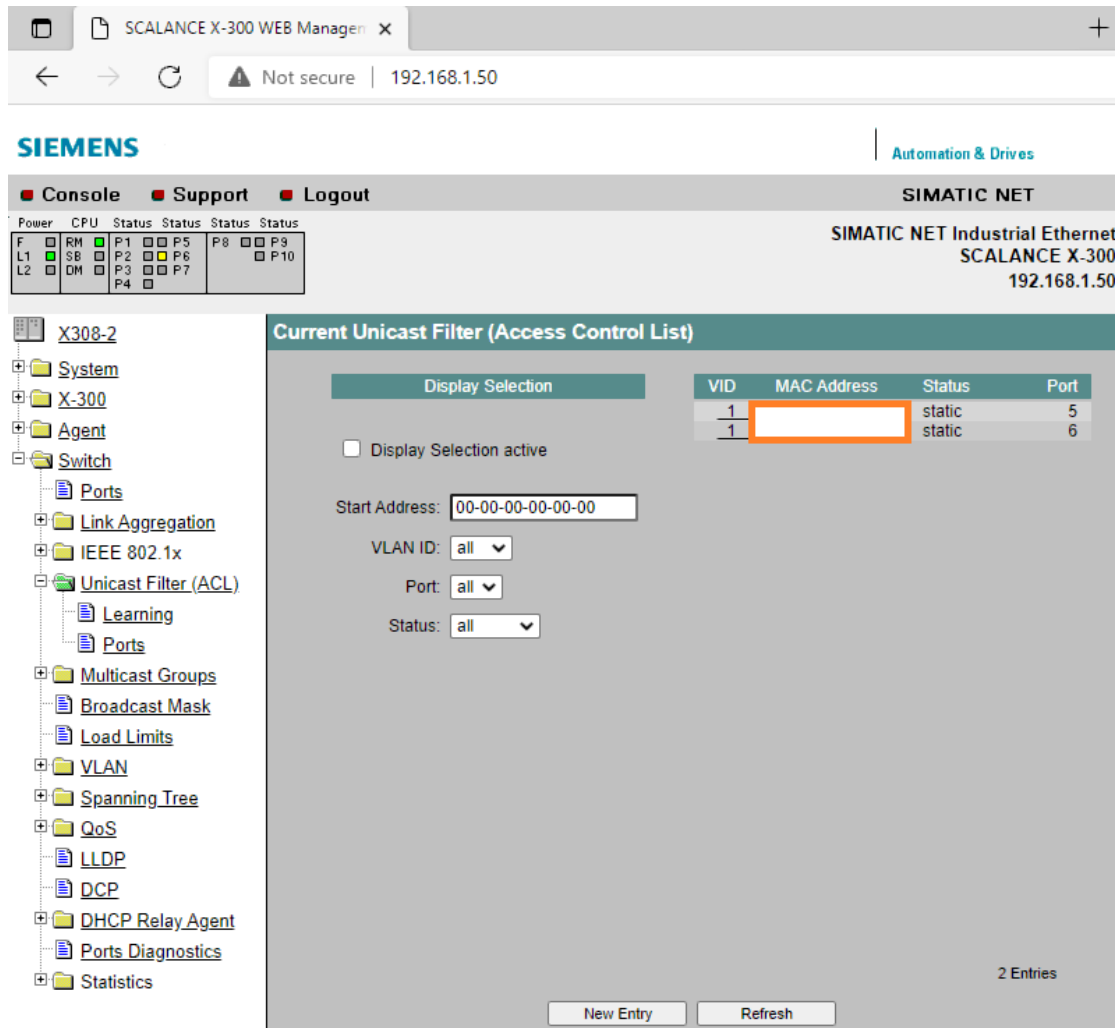 SCALANCE X-300 WEB Managem
Not secure | 192.168.1.50
SIEMENS
Automation & Drives
Console Support Logout
SIMATIC NET
Power CPU Status Status Status Status
F RM P1 P5 P8 P9
L1 SB P2 P6 P10
L2 DM P3 P7
P4
SIMATIC NET Industrial Ethernet
SCALANCE X-300
192.168.1.50
X308-2
System
X-300
Agent
Switch
Ports
Link Aggregation
IEEE 802.1x
Unicast Filter (ACL)
Learning
Ports
Multicast Groups
Broadcast Mask
Load Limits
VLAN
Spanning Tree
QoS
LLDP
DCP
DHCP Relay Agent
Ports Diagnostics
Statistics
Current Unicast Filter (Access Control List)
Display Selection
Display Selection active
Start Address: 00-00-00-00-00-00
VLAN ID: all
Port: all
Status: all
VID MAC Address Status Port
1 static 5
1 static 6
2 Entries
New Entry Refresh